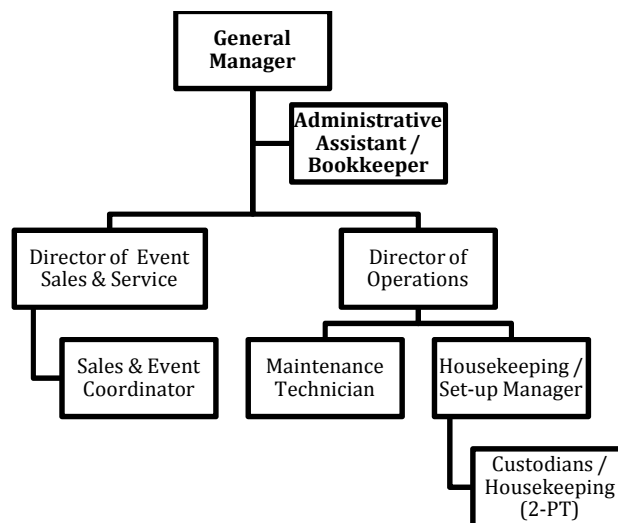 General
Manager
Administrative
Assistant /
Bookkeeper
Director of Event
Sales & Service
Director of
Operations
Sales & Event
Coordinator
Maintenance
Technician
Housekeeping /
Set-up Manager
Custodians /
Housekeeping
(2-PT)